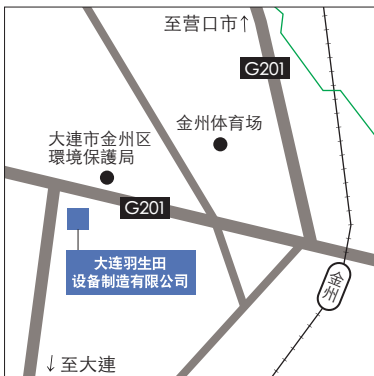 至营口市↑
G201
金州体育场
大連市金州区
環境保護局
G201
大连羽生田
设备制造有限公司
金州
↓至大連